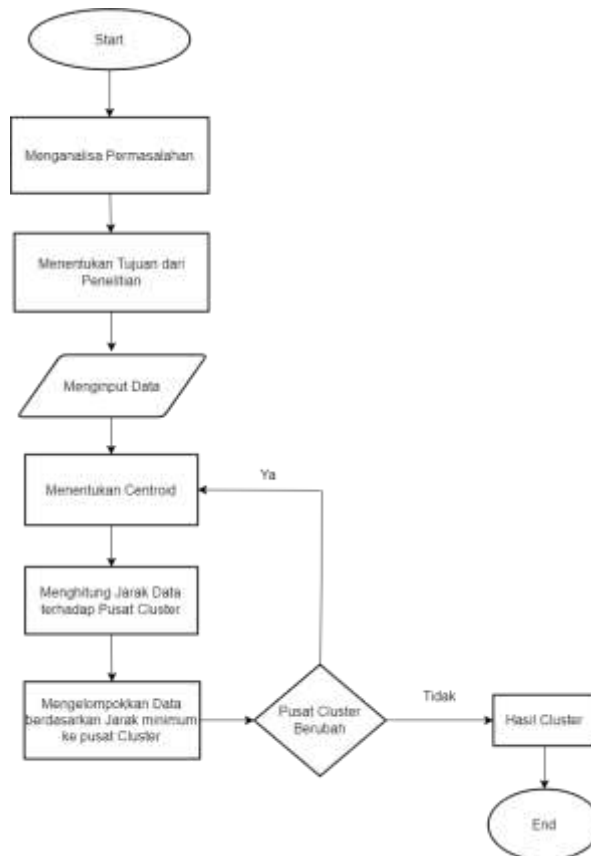 Start
Menganalisa Permasalahan
Menentukan Tujuan dari
Penelitian
Menginput Data
Menentukan Centroid
Ya
Menghitung Jarak Data
terhadap Pusat Cluster
Mengelompokkan Data
berdasarkan Jarak minimum
ke pusat Cluster
Pusat Cluster
Berubah
Tidak
Hasil Cluster
End